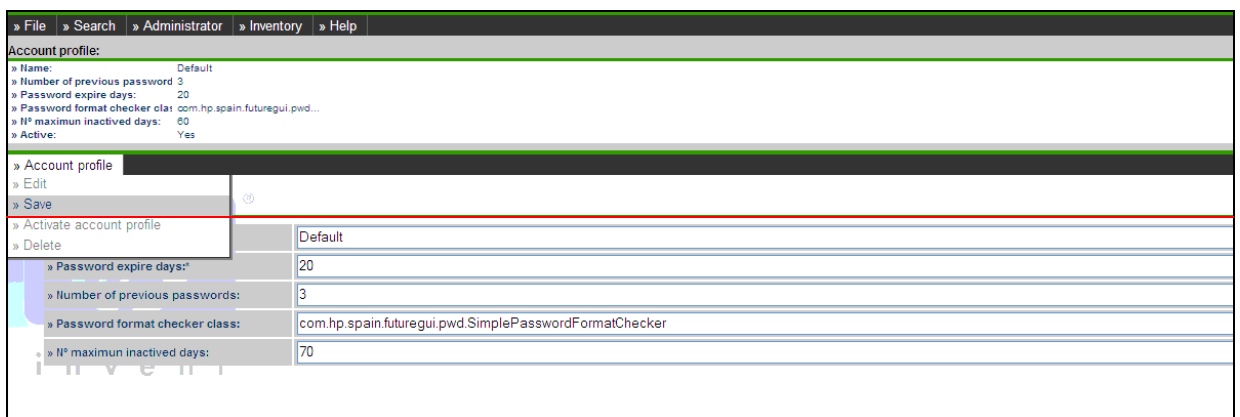 » File » Search » Administrator » Inventory » Help
Account profile:
» Name: Default
» Number of previous password 3
» Password expire days: 20
» Password format checker clas com.hp.spain.futuregui.pwd...
» Nº maximun inactived days: 60
» Active: Yes
» Account profile
» Edit
» Save
» Activate account profile
» Delete
Default
» Password expire days:* 20
» Number of previous passwords: 3
» Password format checker class: com.hp.spain.futuregui.pwd.SimplePasswordFormatChecker
» Nº maximun inactived days: 70
invent